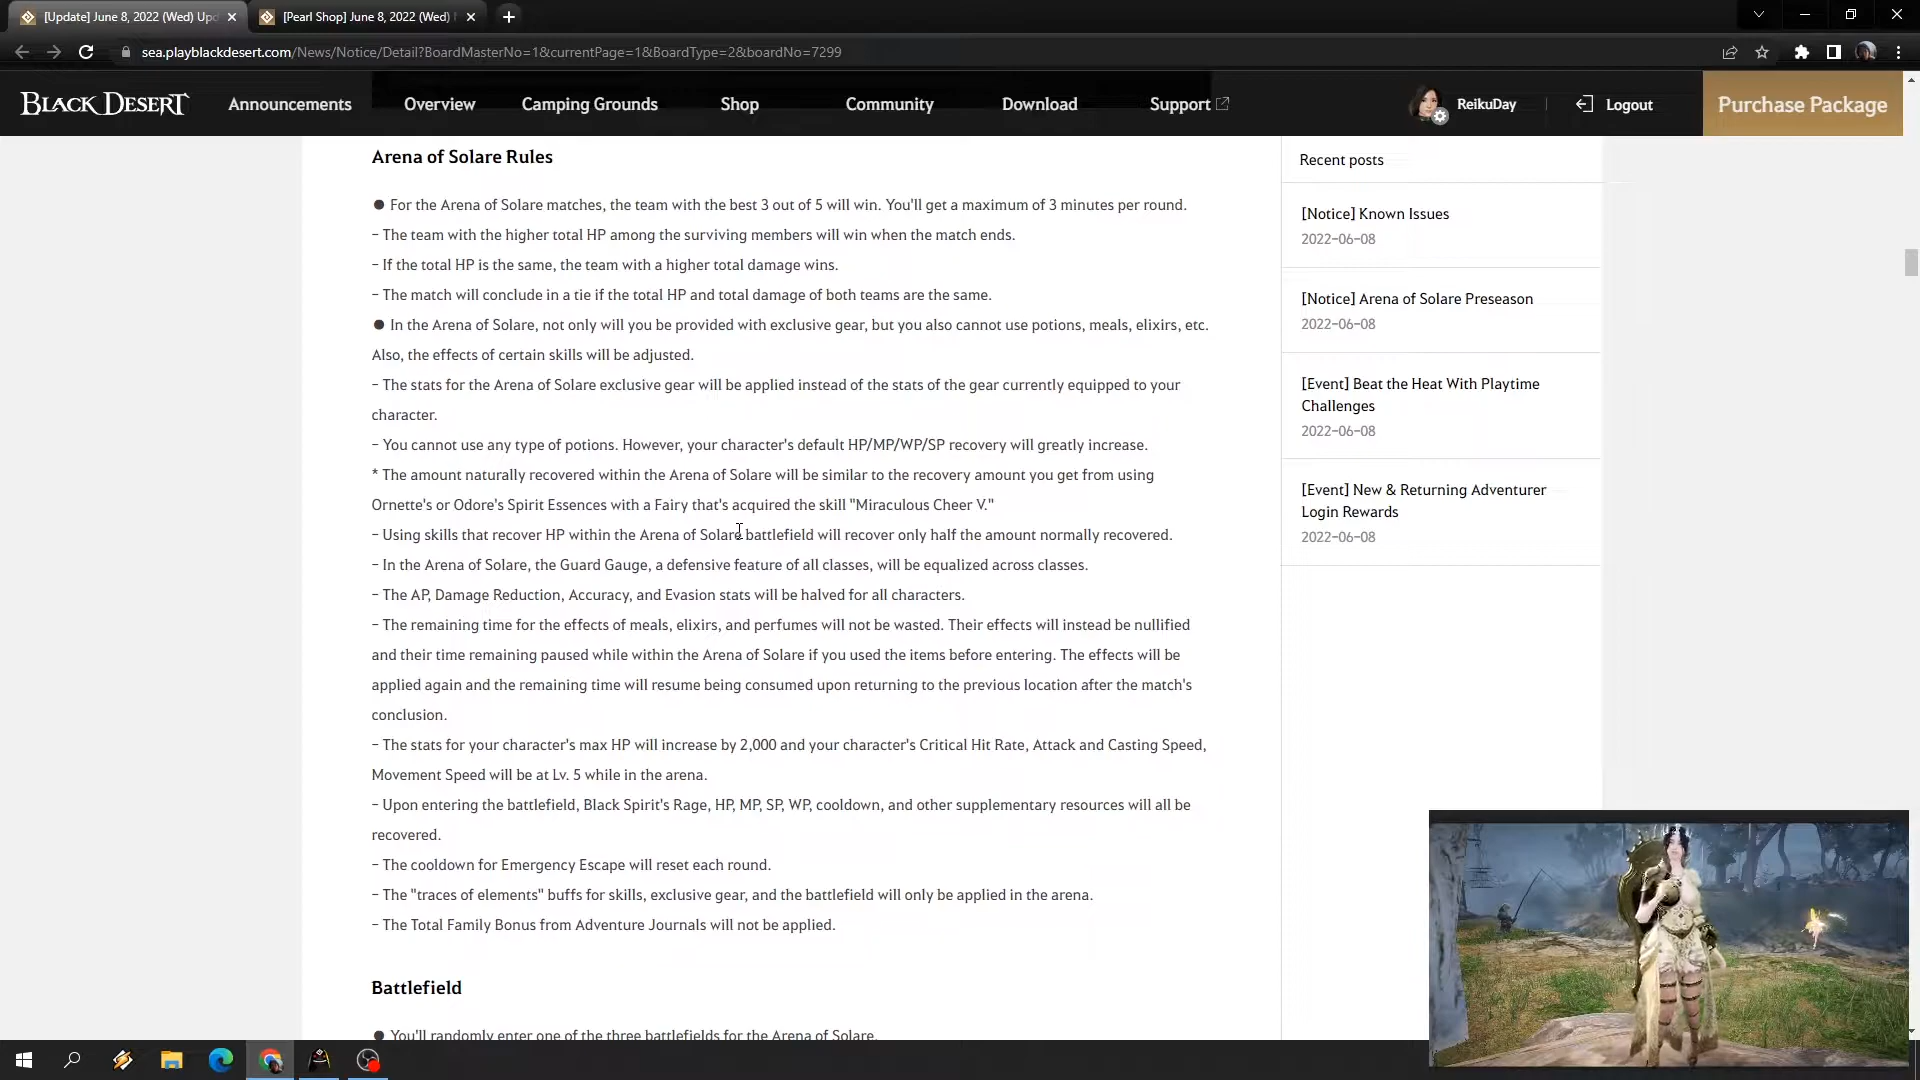 [Update] June 8, 2022 (Wed) Upd
[Pearl Shop] June 8, 2022 (Wed)
sea.playblackdesert.com/News/Notice/Detail?BoardMasterNo=1&currentPage=1&BoardType=2&boardNo=7299
BLACK DESERT Announcements Overview Camping Grounds Shop Community Download Support ReikuDay Logout Purchase Package
Arena of Solare Rules
● For the Arena of Solare matches, the team with the best 3 out of 5 will win. You'll get a maximum of 3 minutes per round.
- The team with the higher total HP among the surviving members will win when the match ends.
- If the total HP is the same, the team with a higher total damage wins.
- The match will conclude in a tie if the total HP and total damage of both teams are the same.
● In the Arena of Solare, not only will you be provided with exclusive gear, but you also cannot use potions, meals, elixirs, etc.
Also, the effects of certain skills will be adjusted.
- The stats for the Arena of Solare exclusive gear will be applied instead of the stats of the gear currently equipped to your
character.
- You cannot use any type of potions. However, your character's default HP/MP/WP/SP recovery will greatly increase.
* The amount naturally recovered within the Arena of Solare will be similar to the recovery amount you get from using
Ornette's or Odore's Spirit Essences with a Fairy that's acquired the skill "Miraculous Cheer V."
- Using skills that recover HP within the Arena of Solare battlefield will recover only half the amount normally recovered.
- In the Arena of Solare, the Guard Gauge, a defensive feature of all classes, will be equalized across classes.
- The AP, Damage Reduction, Accuracy, and Evasion stats will be halved for all characters.
- The remaining time for the effects of meals, elixirs, and perfumes will not be wasted. Their effects will instead be nullified
and their time remaining paused while within the Arena of Solare if you used the items before entering. The effects will be
applied again and the remaining time will resume being consumed upon returning to the previous location after the match's
conclusion.
- The stats for your character's max HP will increase by 2,000 and your character's Critical Hit Rate, Attack and Casting Speed,
Movement Speed will be at Lv. 5 while in the arena.
- Upon entering the battlefield, Black Spirit's Rage, HP, MP, SP, WP, cooldown, and other supplementary resources will all be
recovered.
- The cooldown for Emergency Escape will reset each round.
- The "traces of elements" buffs for skills, exclusive gear, and the battlefield will only be applied in the arena.
- The Total Family Bonus from Adventure Journals will not be applied.
Battlefield
● You'll randomly enter one of the three battlefields for the Arena of Solare.
Recent posts
[Notice] Known Issues
2022-06-08
[Notice] Arena of Solare Preseason
2022-06-08
[Event] Beat the Heat With Playtime
Challenges
2022-06-08
[Event] New & Returning Adventurer
Login Rewards
2022-06-08